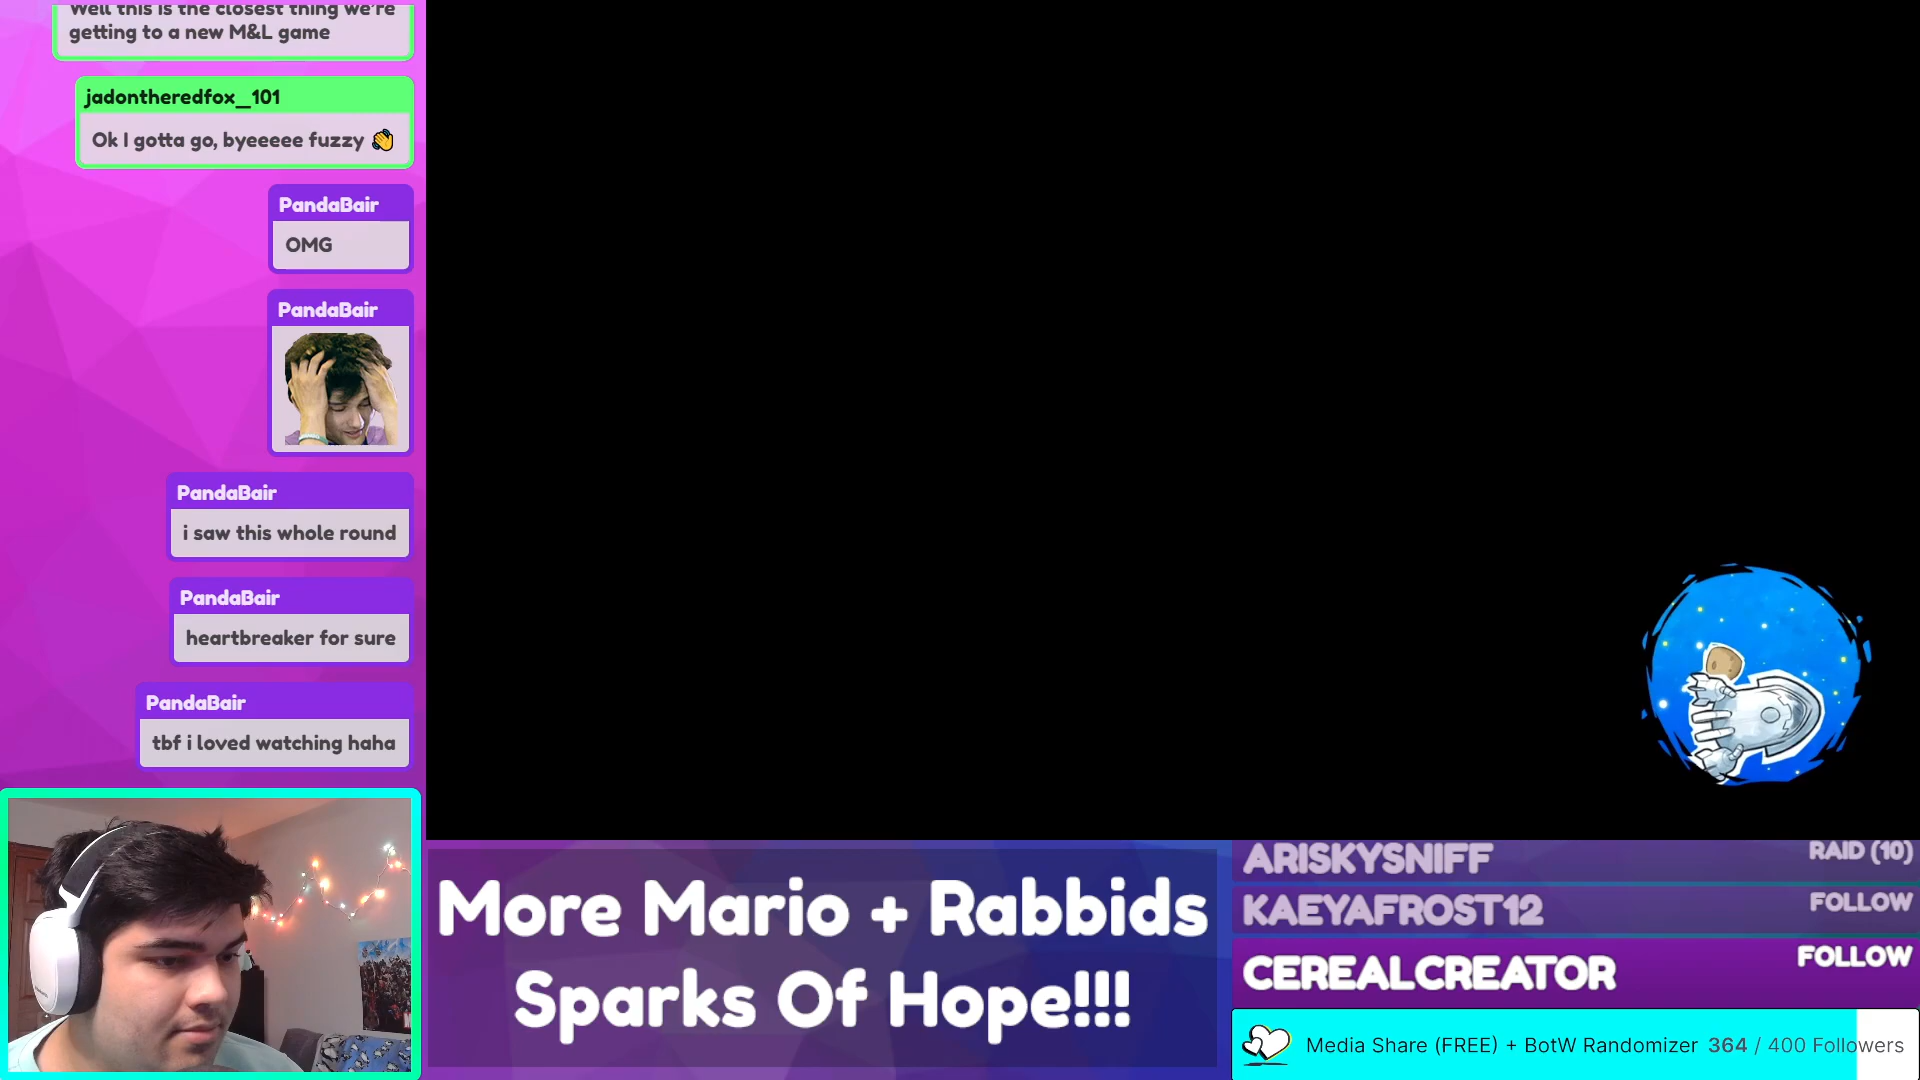 Well this is the closest thing we're
getting to a new M&L game
jadontheredfox_101
Ok I gotta go, byeeeee fuzzy 👋
PandaBair
OMG
PandaBair
PandaBair
i saw this whole round
PandaBair
heartbreaker for sure
PandaBair
tbf i loved watching haha
More Mario + Rabbids
Sparks Of Hope!!!
ARISKYSNIFF RAID (10)
KAEYAFROST12 FOLLOW
CEREALCREATOR FOLLOW
Media Share (FREE) + BotW Randomizer 364 / 400 Followers